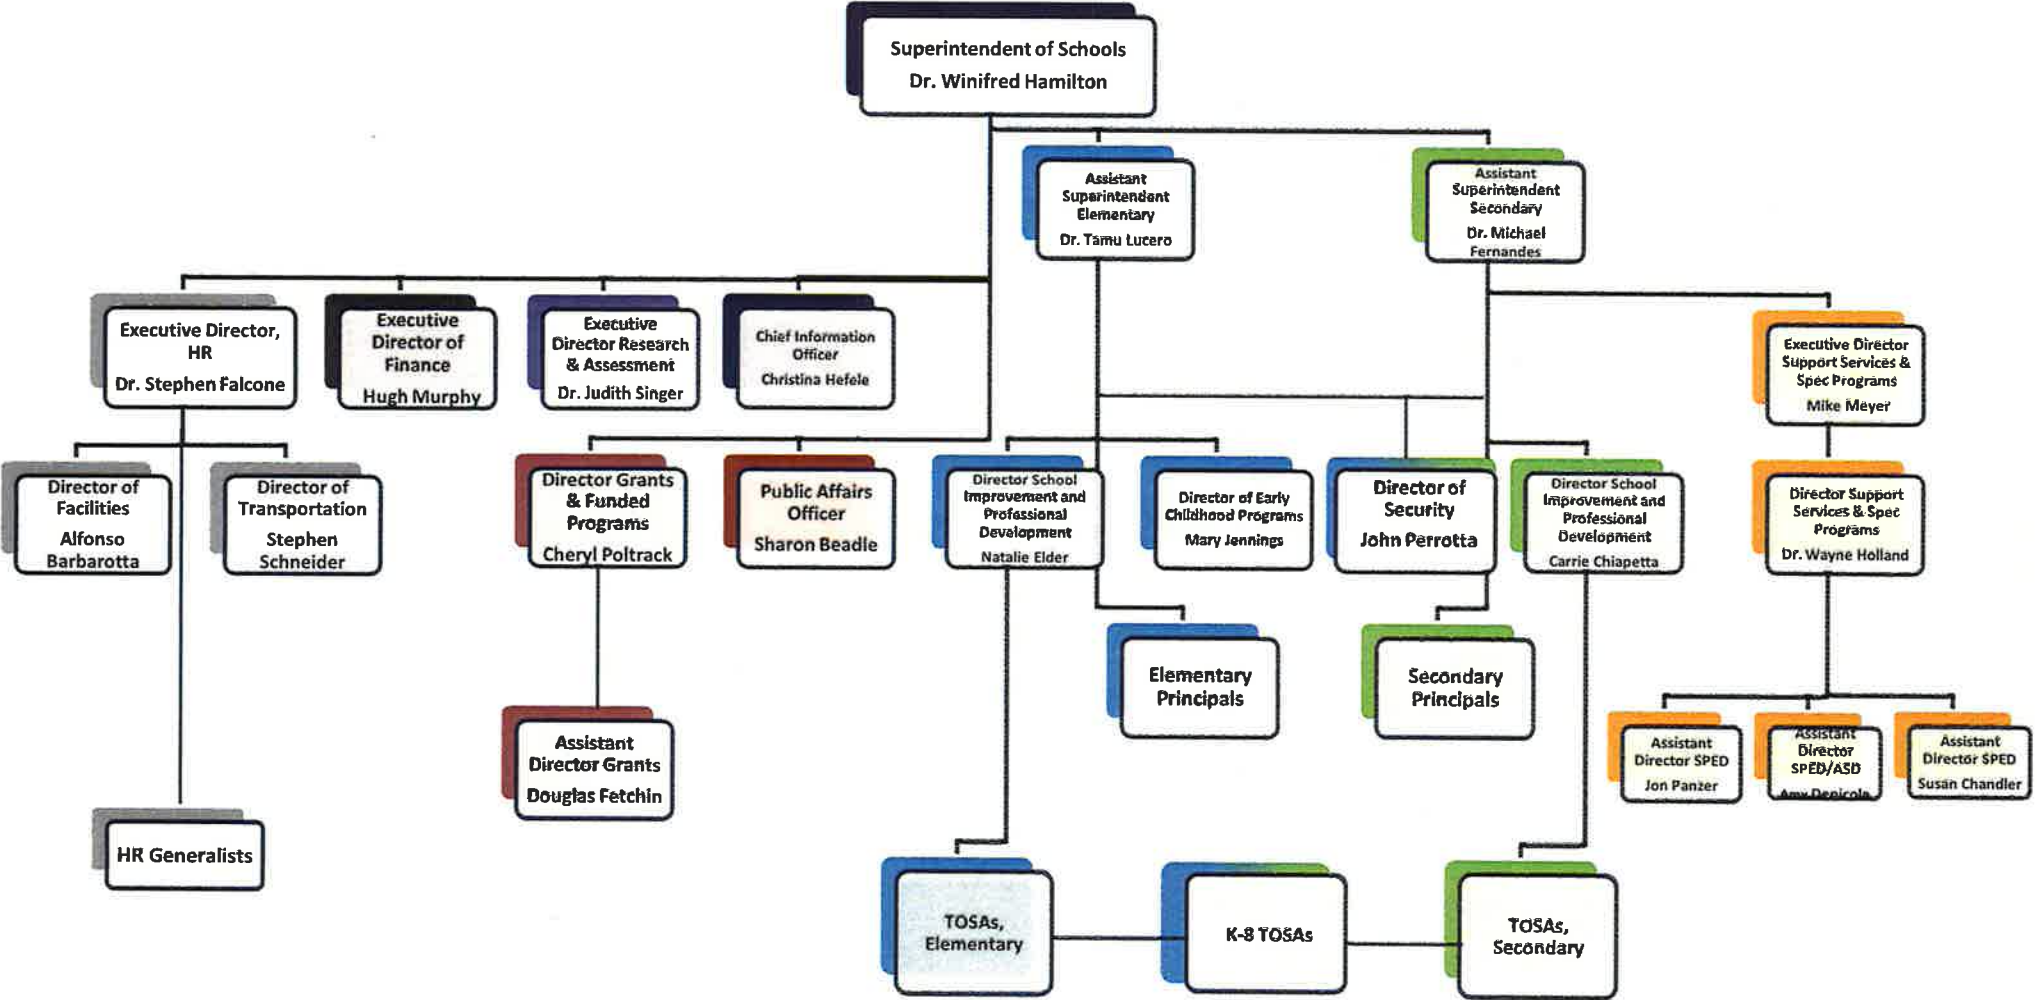 Superintendent of Schools
Dr. Winifred Hamilton
Assistant
Superintendent
Elementary
Dr. Tamu Lucero
Assistant
Superintendent
Secondary
Dr. Michael
Fernandes
Executive Director,
HR
Dr. Stephen Falcone
Executive
Director of
Finance
Hugh Murphy
Executive
Director Research
& Assessment
Dr. Judith Singer
Chief Information
Officer
Christina Hefele
Executive Director
Support Services &
Spec Programs
Mike Meyer
Director of
Facilities
Alfonso
Barbarotta
Director of
Transportation
Stephen
Schneider
Director Grants
& Funded
Programs
Cheryl Poltrack
Public Affairs
Officer
Sharon Beadle
Director School
Improvement and
Professional
Development
Natalie Elder
Director of Early
Childhood Programs
Mary Jennings
Director of
Security
John Perrotta
Director School
Improvement and
Professional
Development
Carrie Chiapetta
Director Support
Services & Spec
Programs
Dr. Wayne Holland
Elementary
Principals
Secondary
Principals
Assistant
Director Grants
Douglas Fetchin
Assistant
Director SPED
Jon Panzer
Assistant
Director
SPED/ASD
Amy Denicola
Assistant
Director SPED
Susan Chandler
HR Generalists
TOSAs,
Elementary
K-8 TOSAs
TOSAs,
Secondary